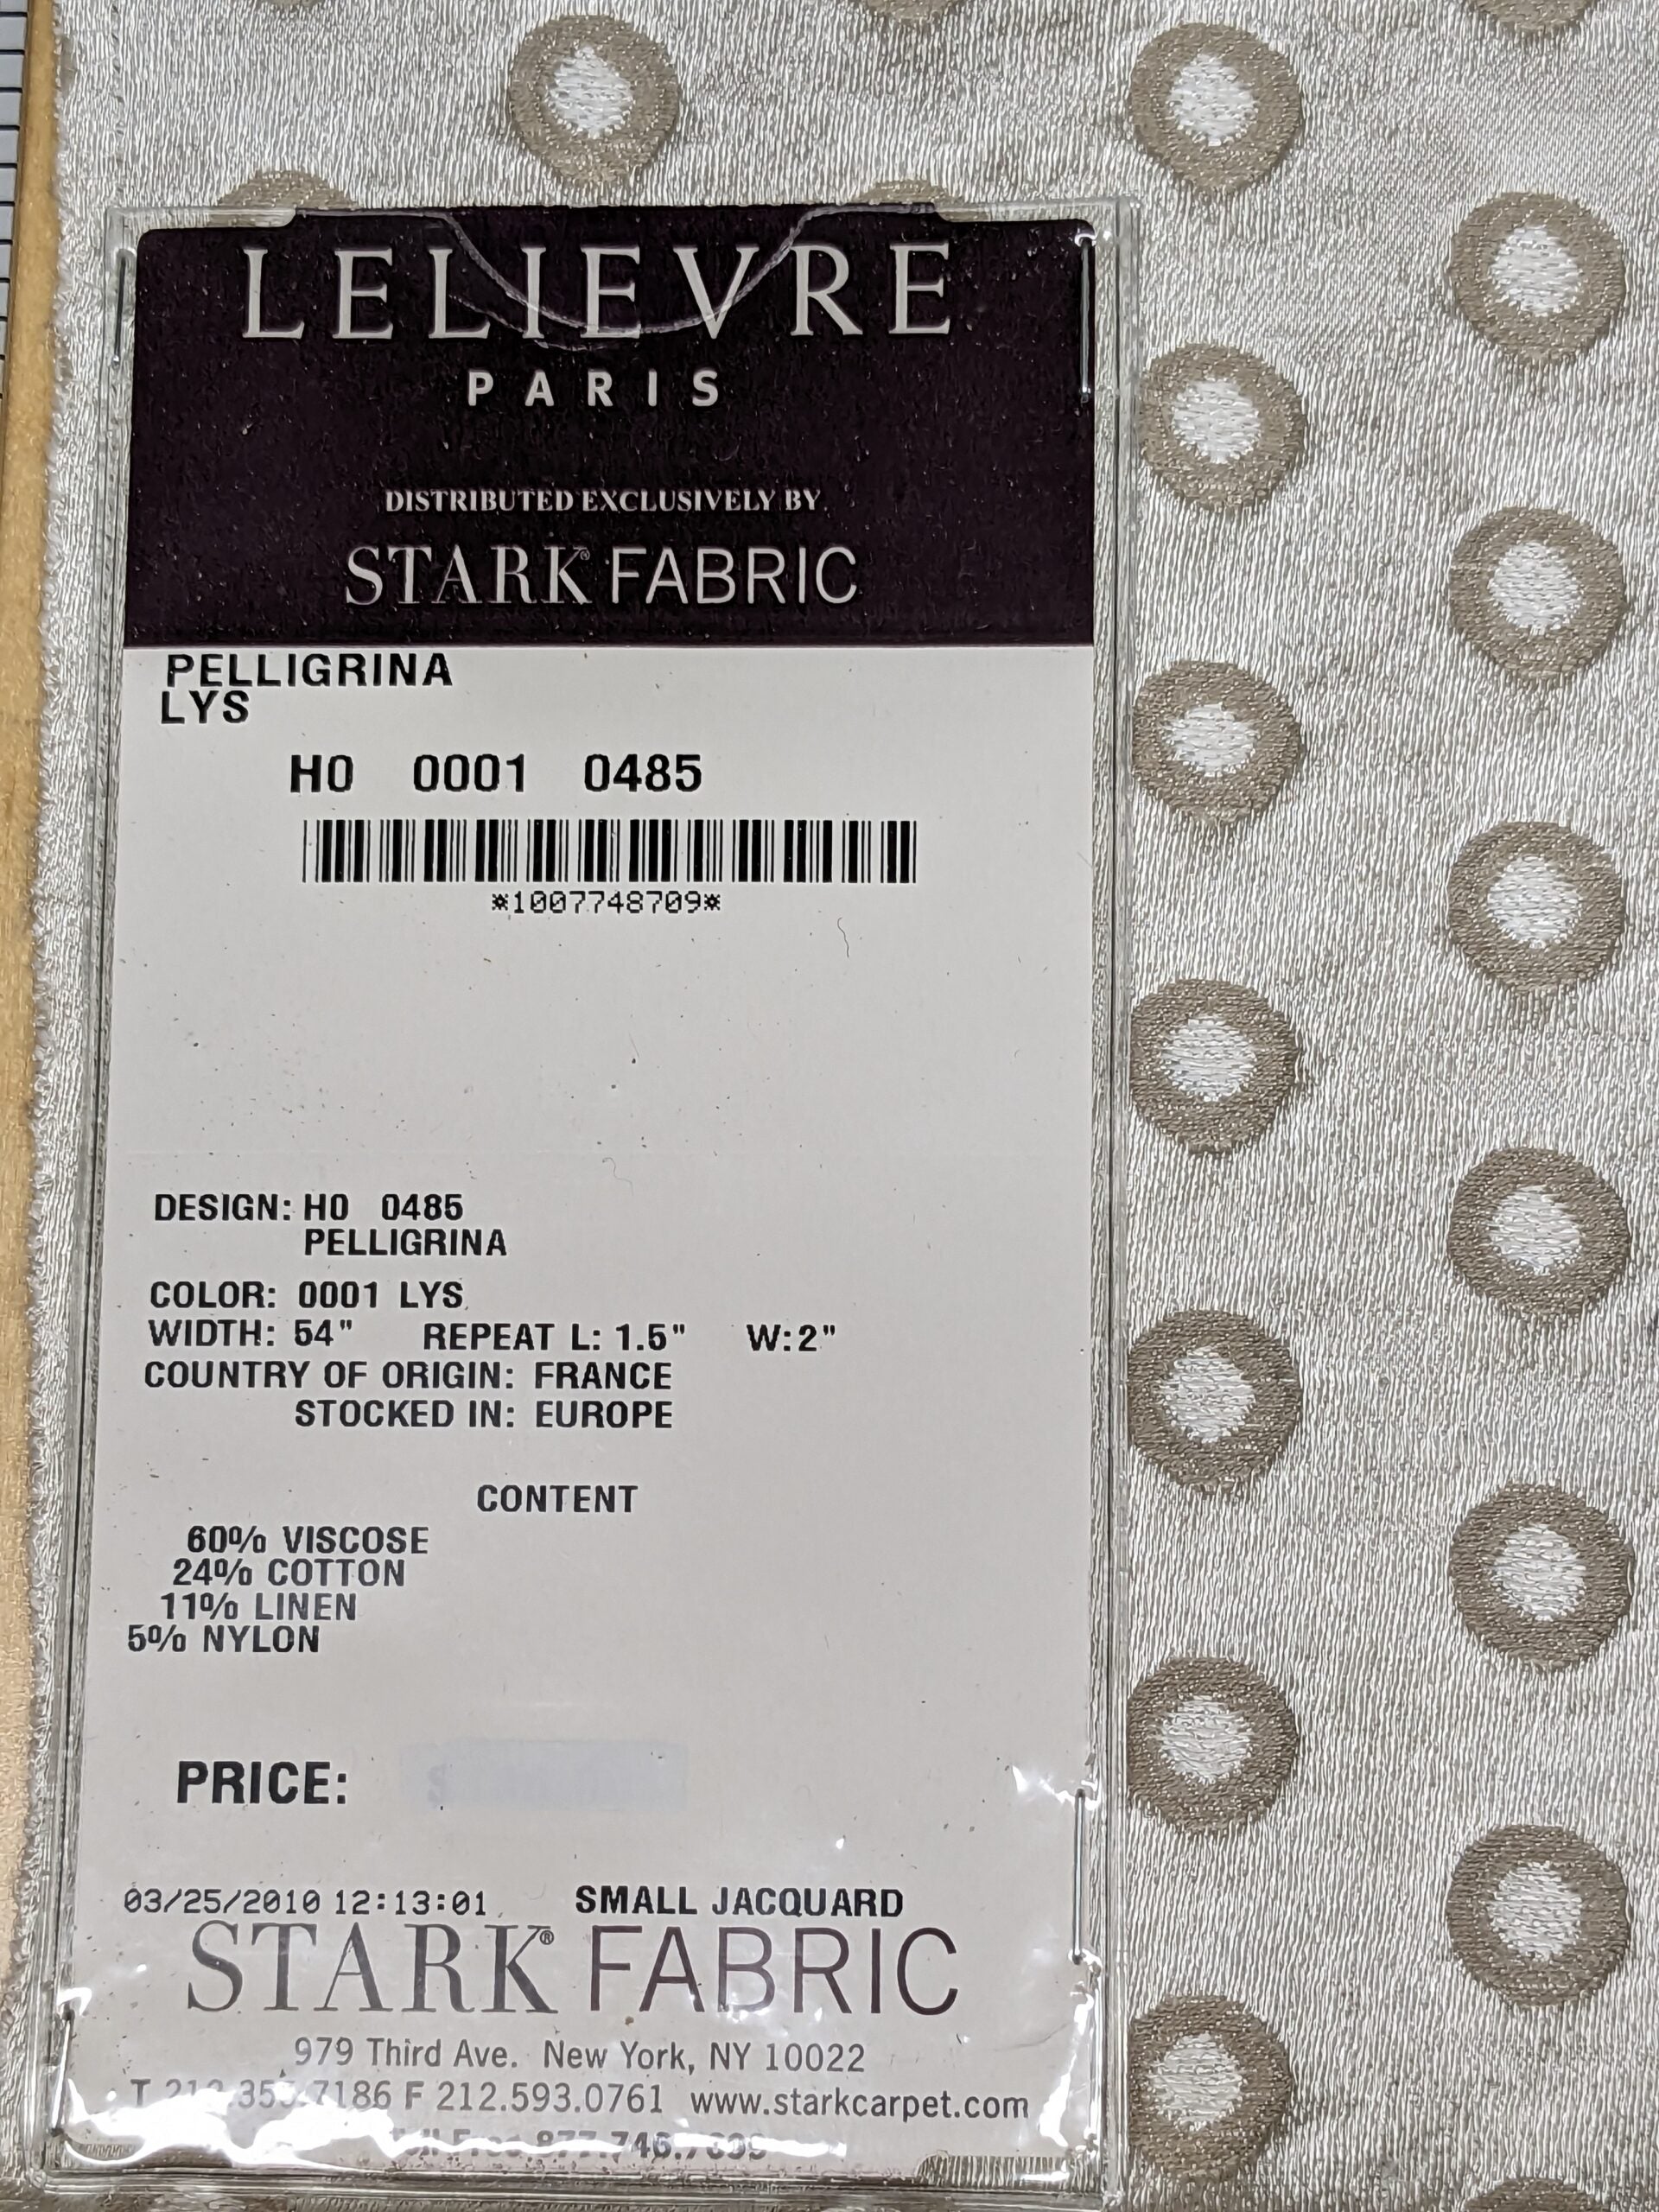 LELIEVRE
PARIS
DISTRIBUTED EXCLUSIVELY BY
STARK® FABRIC
PELLIGRINA
LYS
H0 0001 0485
*1007748709*
DESIGN: H0 0485
PELLIGRINA
COLOR: 0001 LYS
WIDTH: 54" REPEAT L: 1.5" W:2"
COUNTRY OF ORIGIN: FRANCE
STOCKED IN: EUROPE
CONTENT
60% VISCOSE
24% COTTON
11% LINEN
5% NYLON
PRICE:
03/25/2010 12:13:01 SMALL JACQUARD
STARK® FABRIC
979 Third Ave. New York, NY 10022
T F 212.593.0761 www.starkcarpet.com